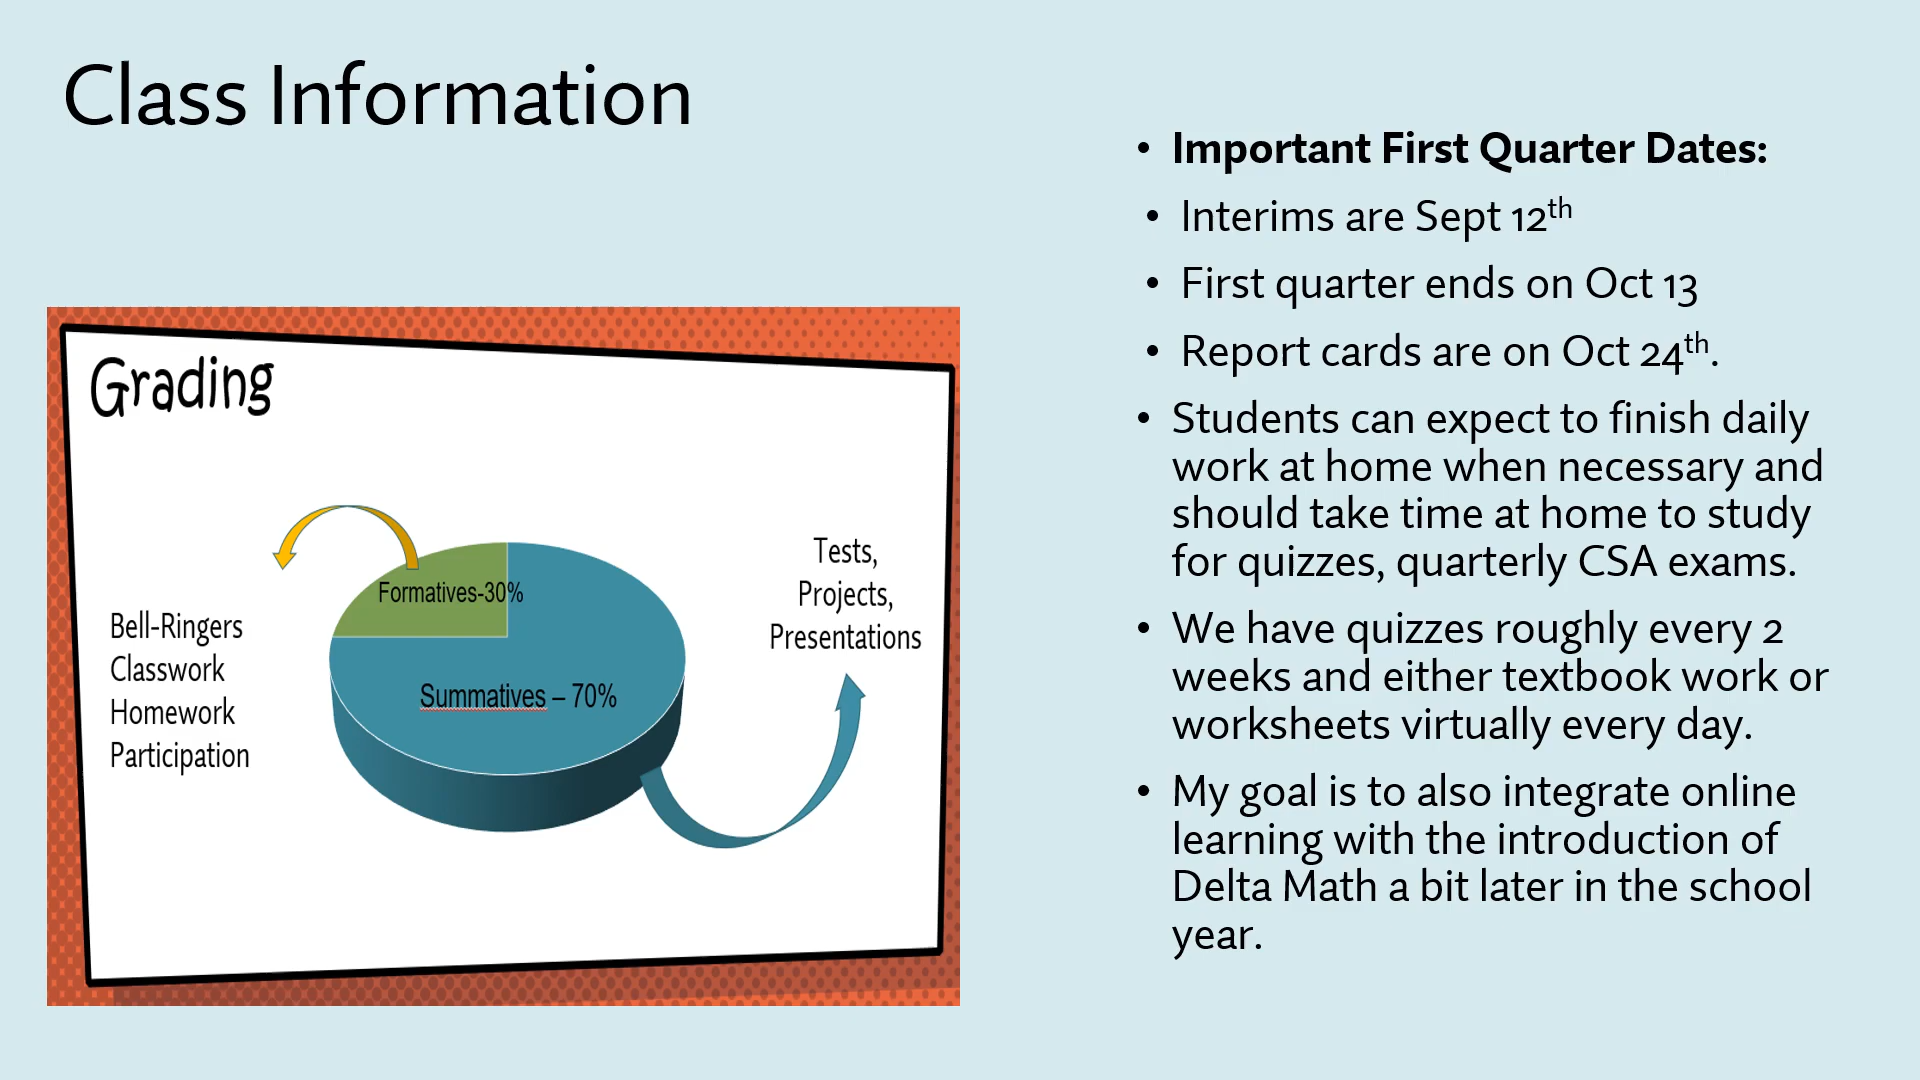 Class Information
Grading
Formatives-30%
Bell-Ringers
Classwork
Homework
Participation
Summatives – 70%
Tests,
Projects,
Presentations
• Important First Quarter Dates:
• Interims are Sept 12th
• First quarter ends on Oct 13
• Report cards are on Oct 24th.
• Students can expect to finish daily
work at home when necessary and
should take time at home to study
for quizzes, quarterly CSA exams.
• We have quizzes roughly every 2
weeks and either textbook work or
worksheets virtually every day.
• My goal is to also integrate online
learning with the introduction of
Delta Math a bit later in the school
year.